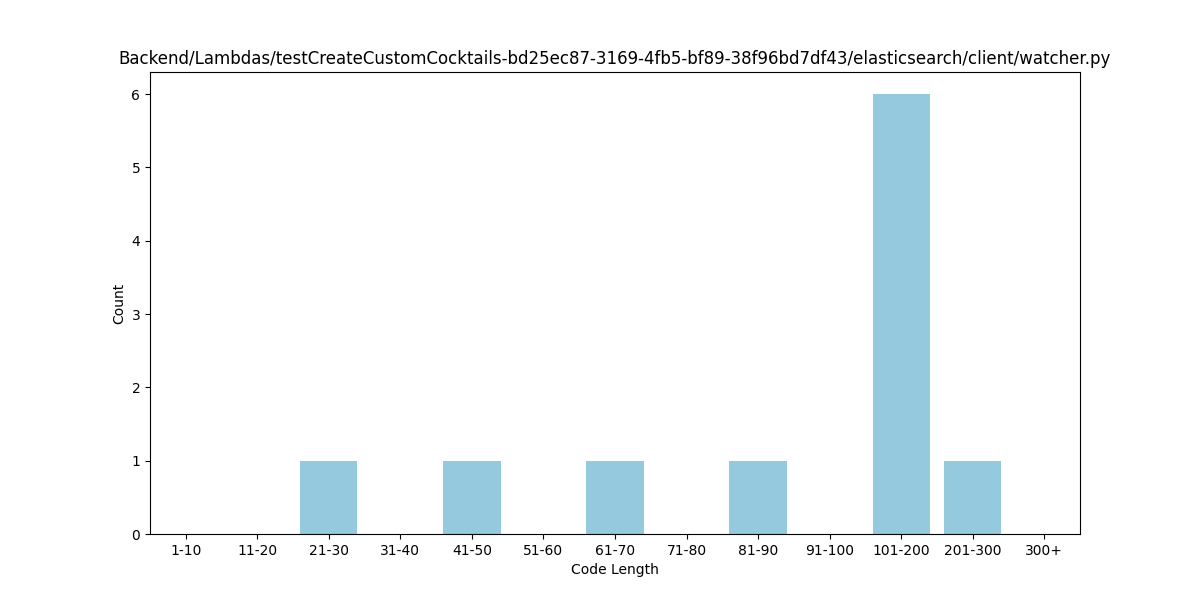 Backend/Lambdas/testCreateCustomCocktails-bd25ec87-3169-4fb5-bf89-38f96bd7df43/elasticsearch/client/watcher.py
6
5
4
3
2
1
0
Count
1-10 11-20 21-30 31-40 41-50 51-60 61-70 71-80 81-90 91-100 101-200 201-300 300+
Code Length